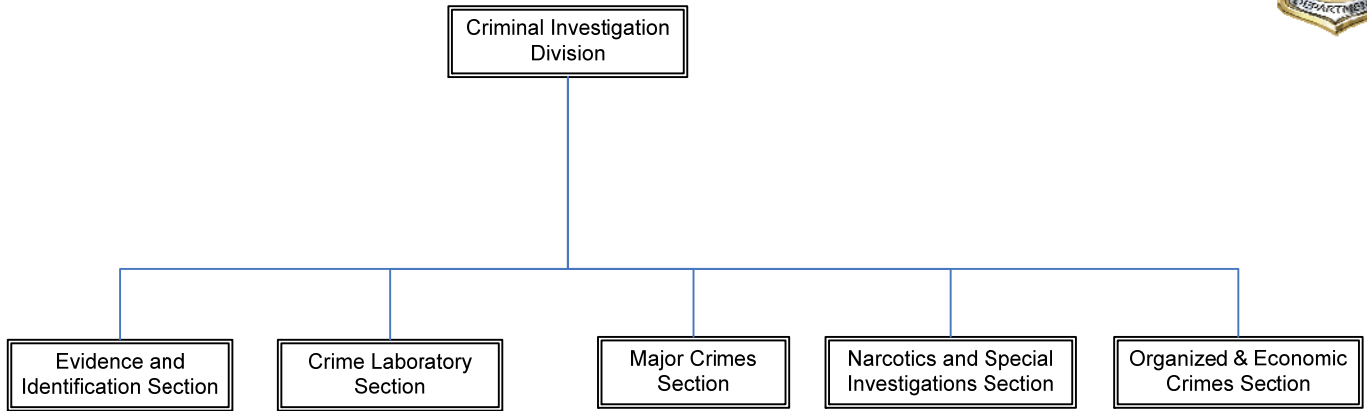 DEPARTMEN
Criminal Investigation
Division
Evidence and
Identification Section
Crime Laboratory
Section
Major Crimes
Section
Narcotics and Special
Investigations Section
Organized & Economic
Crimes Section